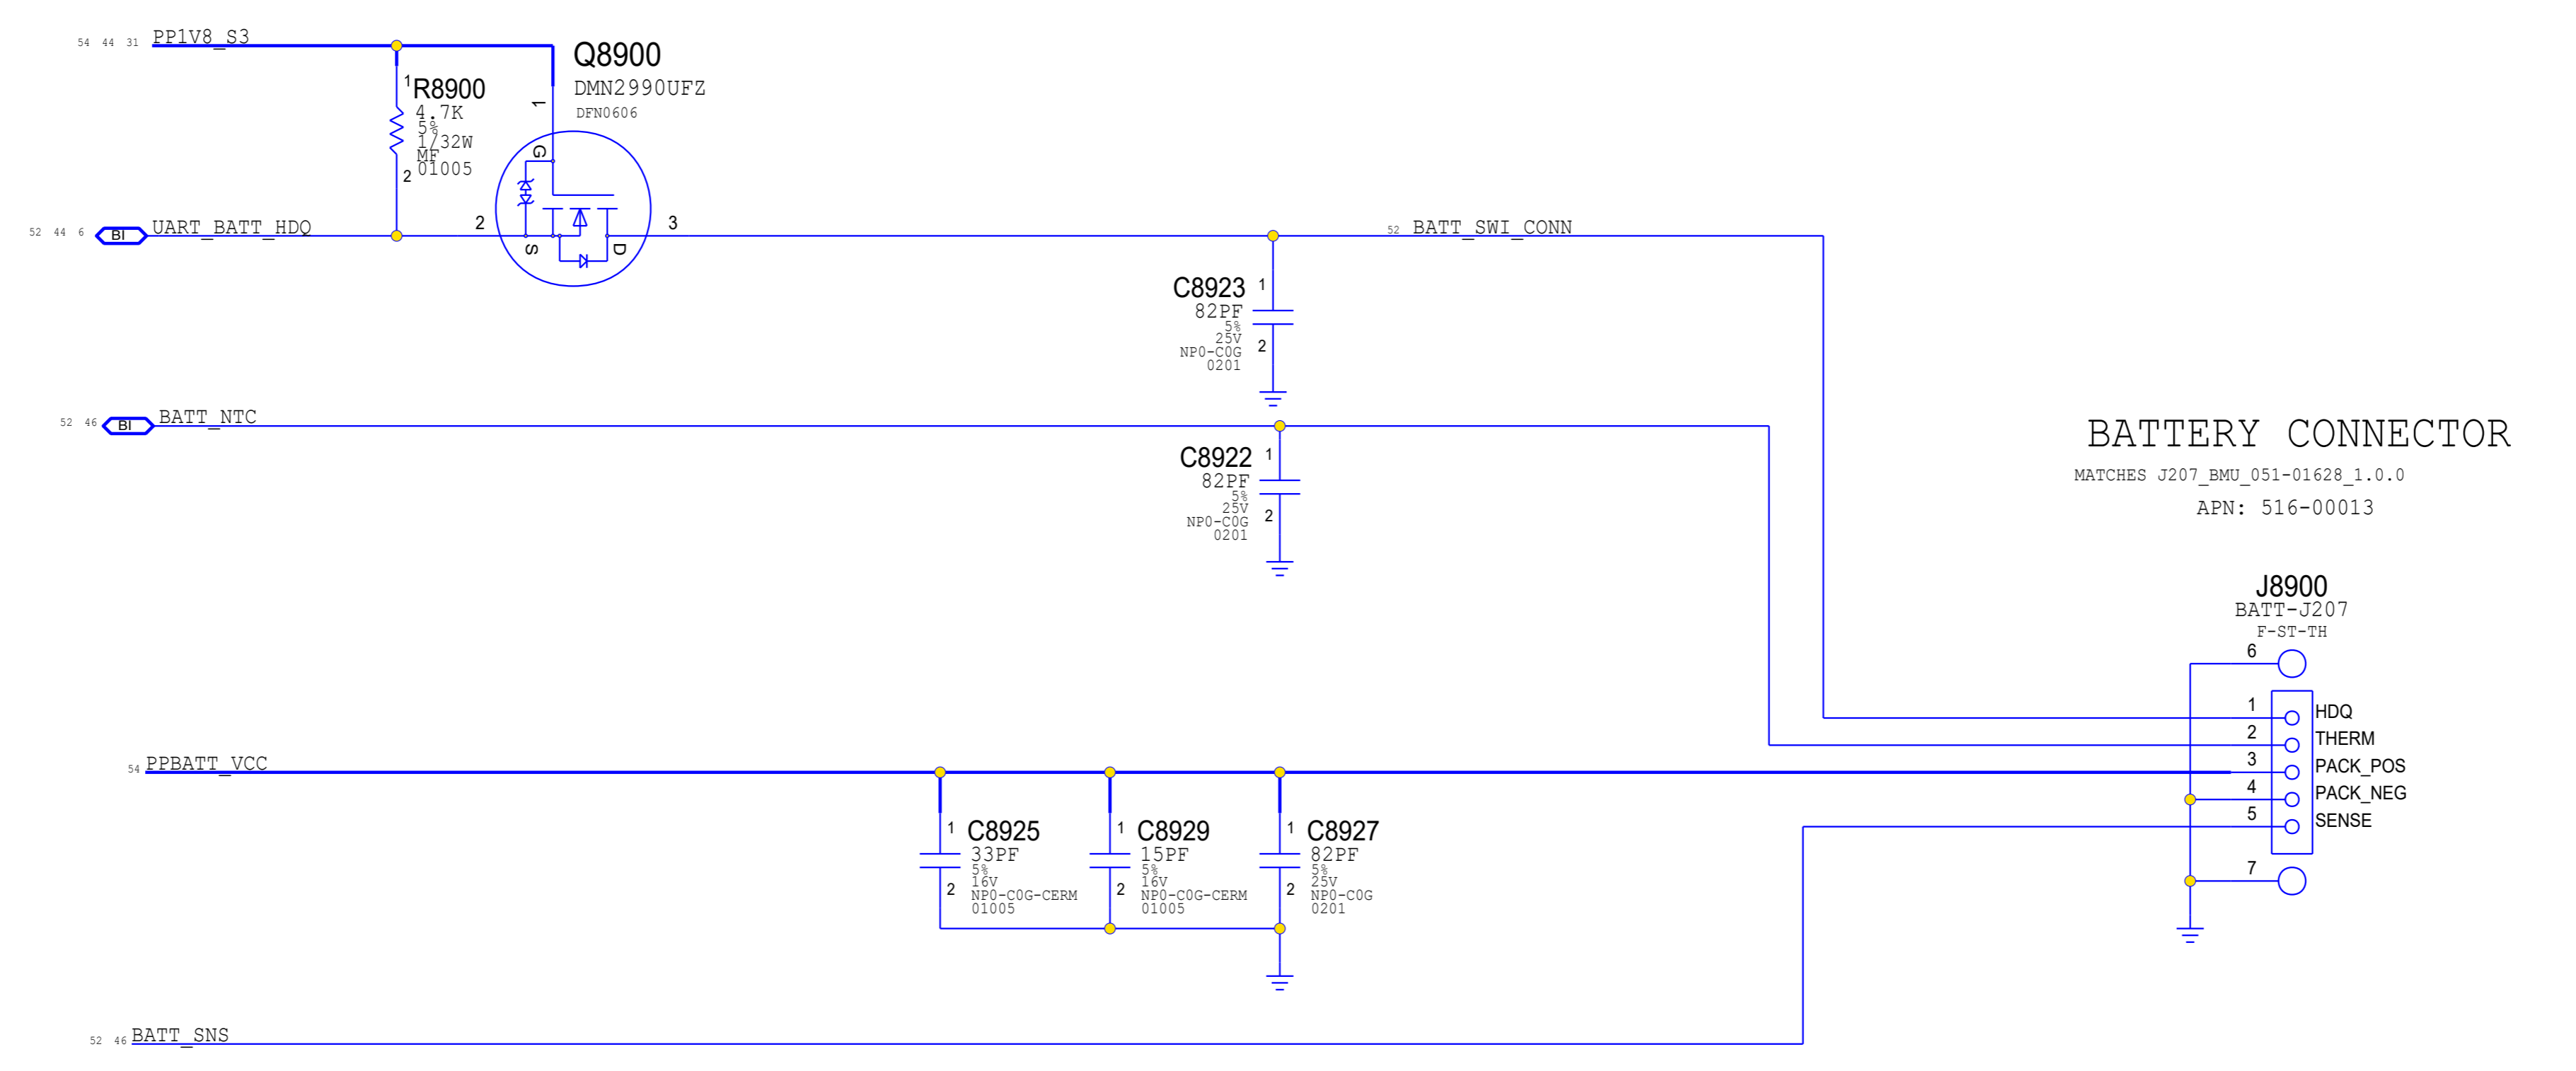 54 44 31 PP1V8_S3
1
R8900
4.7K
5%
1/32W
MF
01005
2
Q8900
DMN2990UFZ
DFN0606
1
G
S
D
2
3
52 44 6 BI UART_BATT_HDQ
52 BATT_SWI_CONN
C8923
1
82PF
5%
25V
NP0-C0G
0201
2
52 46 BI BATT_NTC
C8922
1
82PF
5%
25V
NP0-C0G
0201
2
BATTERY CONNECTOR
MATCHES J207_BMU_051-01628_1.0.0
APN: 516-00013
J8900
BATT-J207
F-ST-TH
6
1 HDQ
2 THERM
3 PACK_POS
4 PACK_NEG
5 SENSE
7
54 PPBATT_VCC
1 C8925
33PF
5%
16V
2 NP0-C0G-CERM
01005
1 C8929
15PF
5%
16V
2 NP0-C0G-CERM
01005
1 C8927
82PF
5%
25V
2 NP0-C0G
0201
52 46 BATT_SNS